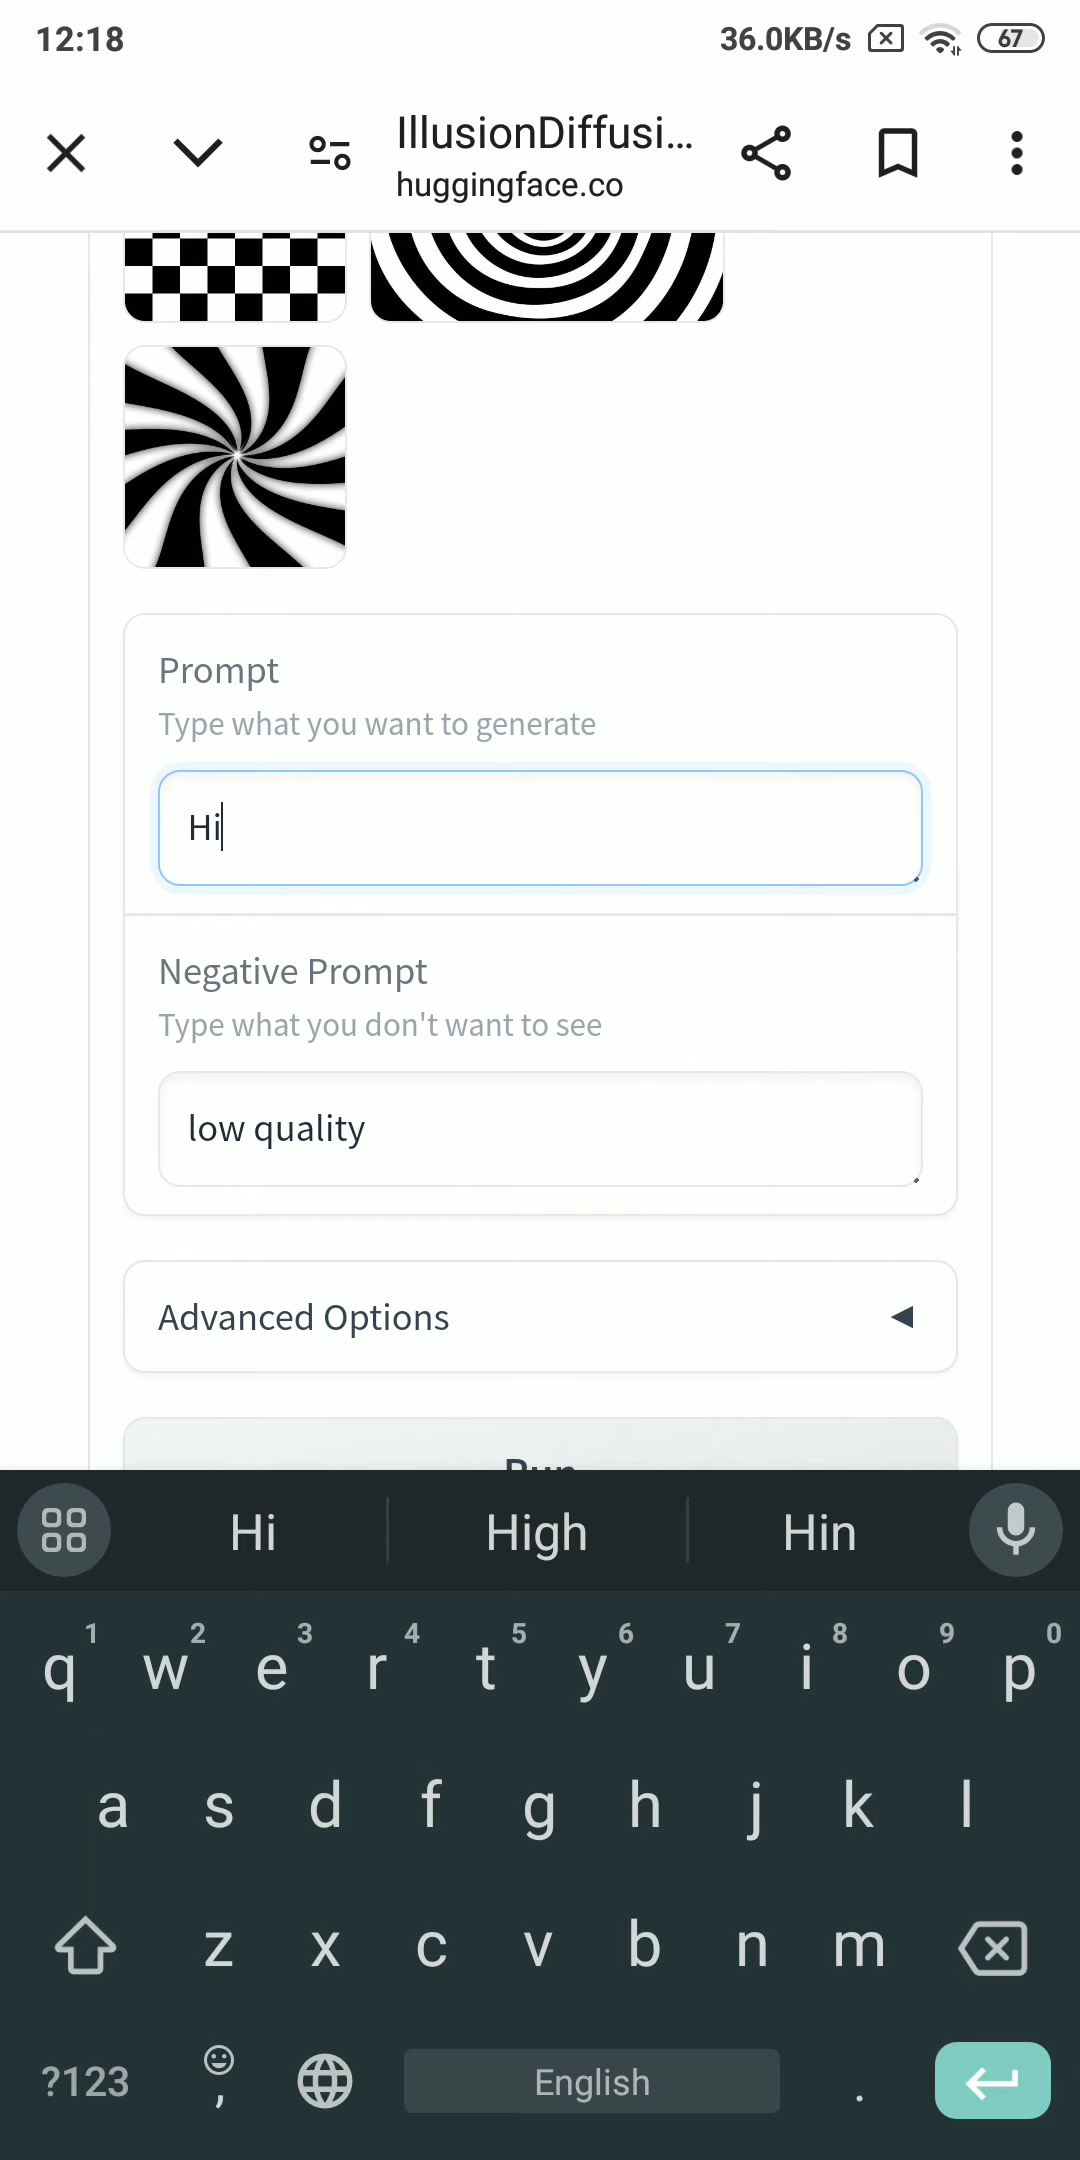 12:18 36.0KB/s 67
IllusionDiffusi...
huggingface.co
Prompt
Type what you want to generate
Hi
Negative Prompt
Type what you don't want to see
low quality
Advanced Options
Run
Hi High Hin
1 2 3 4 5 6 7 8 9 0
q w e r t y u i o p
a s d f g h j k l
z x c v b n m
?123 , English .